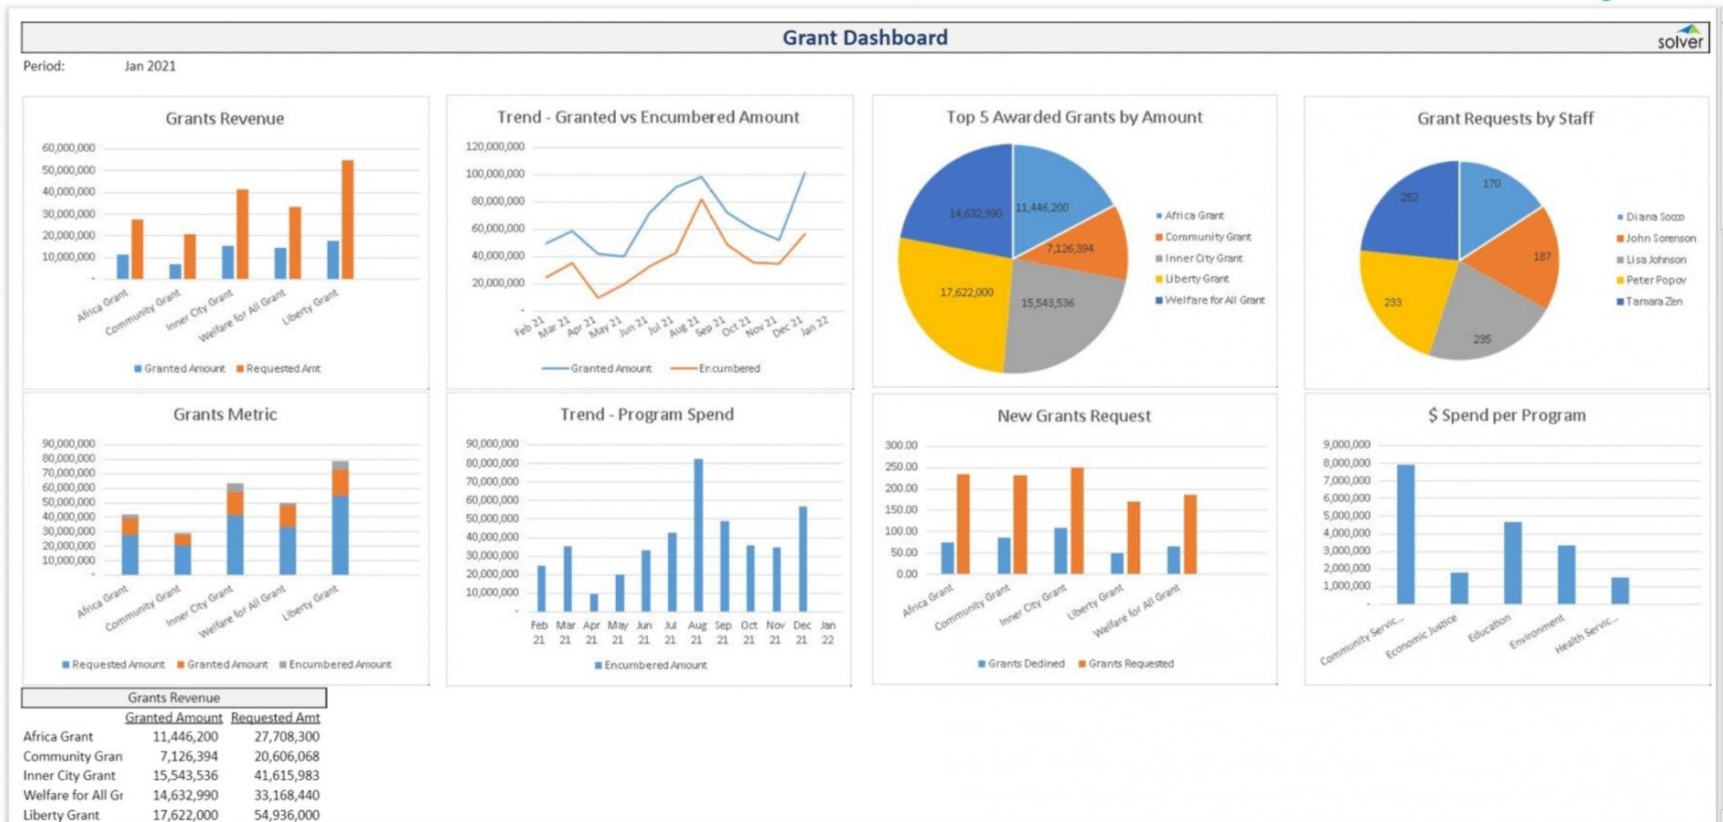 Grant Dashboard
solver
Period: Jan 2021
Grants Revenue
60,000,000
50,000,000
40,000,000
30,000,000
20,000,000
10,000,000
-
Africa Grant
Community Grant
Inner City Grant
Welfare for All Grant
Liberty Grant
Granted Amount Requested Amt
Trend - Granted vs Encumbered Amount
120,000,000
100,000,000
80,000,000
60,000,000
40,000,000
20,000,000
-
Feb 21
Mar 21
Apr 21
May 21
Jun 21
Jul 21
Aug 21
Sep 21
Oct 21
Nov 21
Dec 21
Jan 22
Granted Amount Encumbered
Top 5 Awarded Grants by Amount
14,632,990
11,446,200
7,126,394
17,622,000
15,543,536
Africa Grant
Community Grant
Inner City Grant
Liberty Grant
Welfare for All Grant
Grant Requests by Staff
252
170
187
233
235
Diana Socco
John Sorenson
Lisa Johnson
Peter Popov
Tamara Zen
Grants Metric
90,000,000
80,000,000
70,000,000
60,000,000
50,000,000
40,000,000
30,000,000
20,000,000
10,000,000
-
Africa Grant
Community Grant
Inner City Grant
Welfare for All Grant
Liberty Grant
Requested Amount Granted Amount Encumbered Amount
Trend - Program Spend
90,000,000
80,000,000
70,000,000
60,000,000
50,000,000
40,000,000
30,000,000
20,000,000
10,000,000
-
Feb Mar Apr May Jun Jul Aug Sep Oct Nov Dec Jan
21 21 21 21 21 21 21 21 21 21 21 22
Encumbered Amount
New Grants Request
300.00
250.00
200.00
150.00
100.00
50.00
0.00
Africa Grant
Community Grant
Inner City Grant
Liberty Grant
Welfare for All Grant
Grants Declined Grants Requested
$ Spend per Program
9,000,000
8,000,000
7,000,000
6,000,000
5,000,000
4,000,000
3,000,000
2,000,000
1,000,000
-
Community Servic...
Economic Justice
Education
Environment
Health Servic...
Grants Revenue
Granted Amount Requested Amt
Africa Grant 11,446,200 27,708,300
Community Gran 7,126,394 20,606,068
Inner City Grant 15,543,536 41,615,983
Welfare for All Gr 14,632,990 33,168,440
Liberty Grant 17,622,000 54,936,000